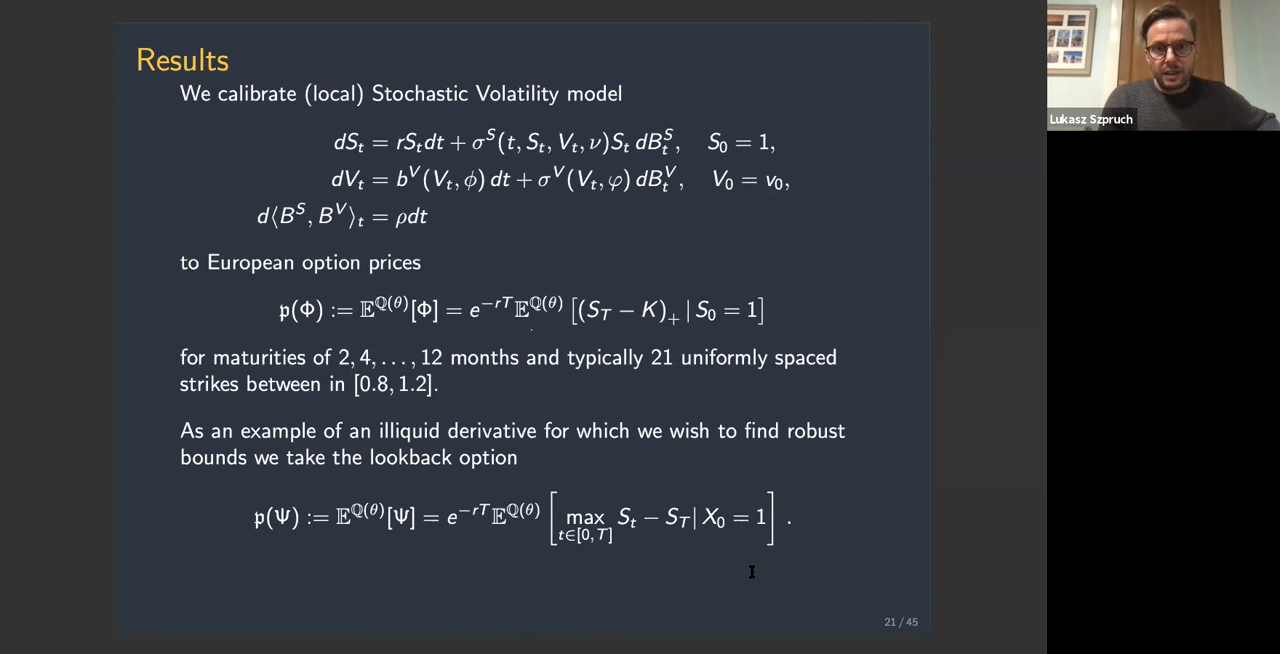 Results
We calibrate (local) Stochastic Volatility model
dS_t = rS_t dt + σ^S(t, S_t, V_t, ν)S_t dB_t^S, S_0 = 1,
dV_t = b^V(V_t, ϕ) dt + σ^V(V_t, φ) dB_t^V, V_0 = v_0,
d⟨B^S, B^V⟩_t = ρdt
to European option prices
𝔭(Φ) := 𝔼^{ℚ(θ)}[Φ] = e^{−rT}𝔼^{ℚ(θ)} [(S_T − K)_+ | S_0 = 1]
for maturities of 2, 4, . . . , 12 months and typically 21 uniformly spaced
strikes between in [0.8, 1.2].
As an example of an illiquid derivative for which we wish to find robust
bounds we take the lookback option
𝔭(Ψ) := 𝔼^{ℚ(θ)}[Ψ] = e^{−rT}𝔼^{ℚ(θ)} [max_{t∈[0,T]} S_t − S_T | X_0 = 1] .
21 / 45
Lukasz Szpruch